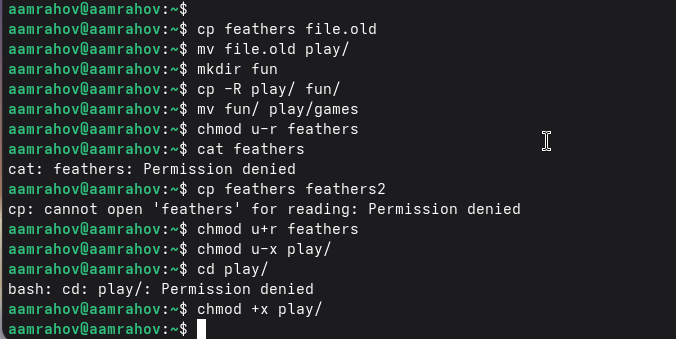 aamrahov@aamrahov:~$
aamrahov@aamrahov:~$ cp feathers file.old
aamrahov@aamrahov:~$ mv file.old play/
aamrahov@aamrahov:~$ mkdir fun
aamrahov@aamrahov:~$ cp -R play/ fun/
aamrahov@aamrahov:~$ mv fun/ play/games
aamrahov@aamrahov:~$ chmod u-r feathers
aamrahov@aamrahov:~$ cat feathers
cat: feathers: Permission denied
aamrahov@aamrahov:~$ cp feathers feathers2
cp: cannot open 'feathers' for reading: Permission denied
aamrahov@aamrahov:~$ chmod u+r feathers
aamrahov@aamrahov:~$ chmod u-x play/
aamrahov@aamrahov:~$ cd play/
bash: cd: play/: Permission denied
aamrahov@aamrahov:~$ chmod +x play/
aamrahov@aamrahov:~$